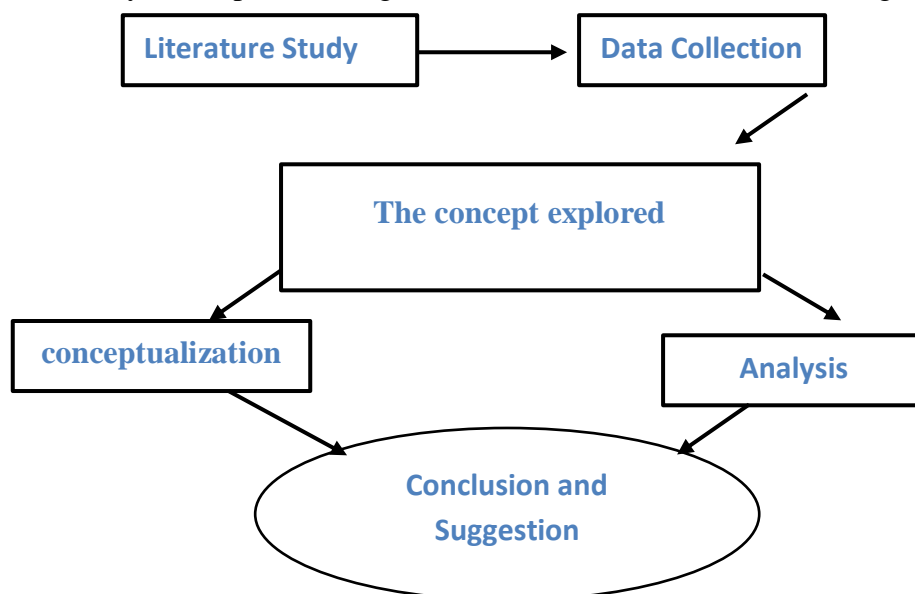 Literature Study
Data Collection
The concept explored
conceptualization
Analysis
Conclusion and
Suggestion